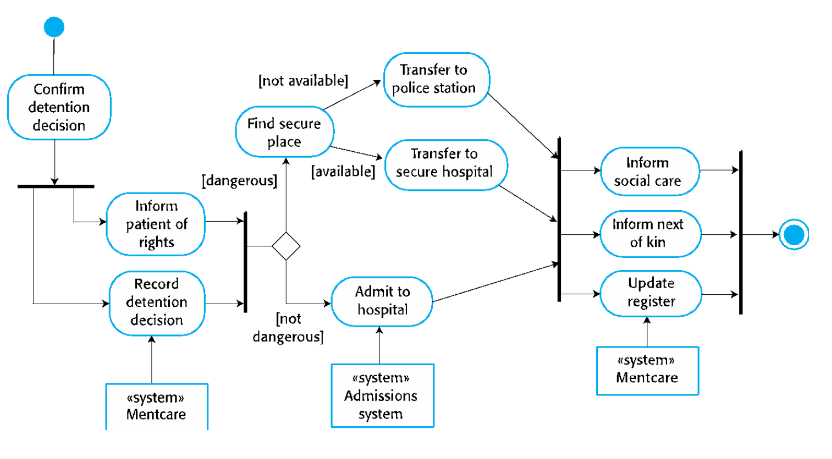 Confirm
detention
decision
Inform
patient of
rights
Record
detention
decision
«system»
Mentcare
[dangerous]
[not
dangerous]
Find secure
place
[not available]
[available]
Transfer to
police station
Transfer to
secure hospital
Admit to
hospital
«system»
Admissions
system
Inform
social care
Inform next
of kin
Update
register
«system»
Mentcare